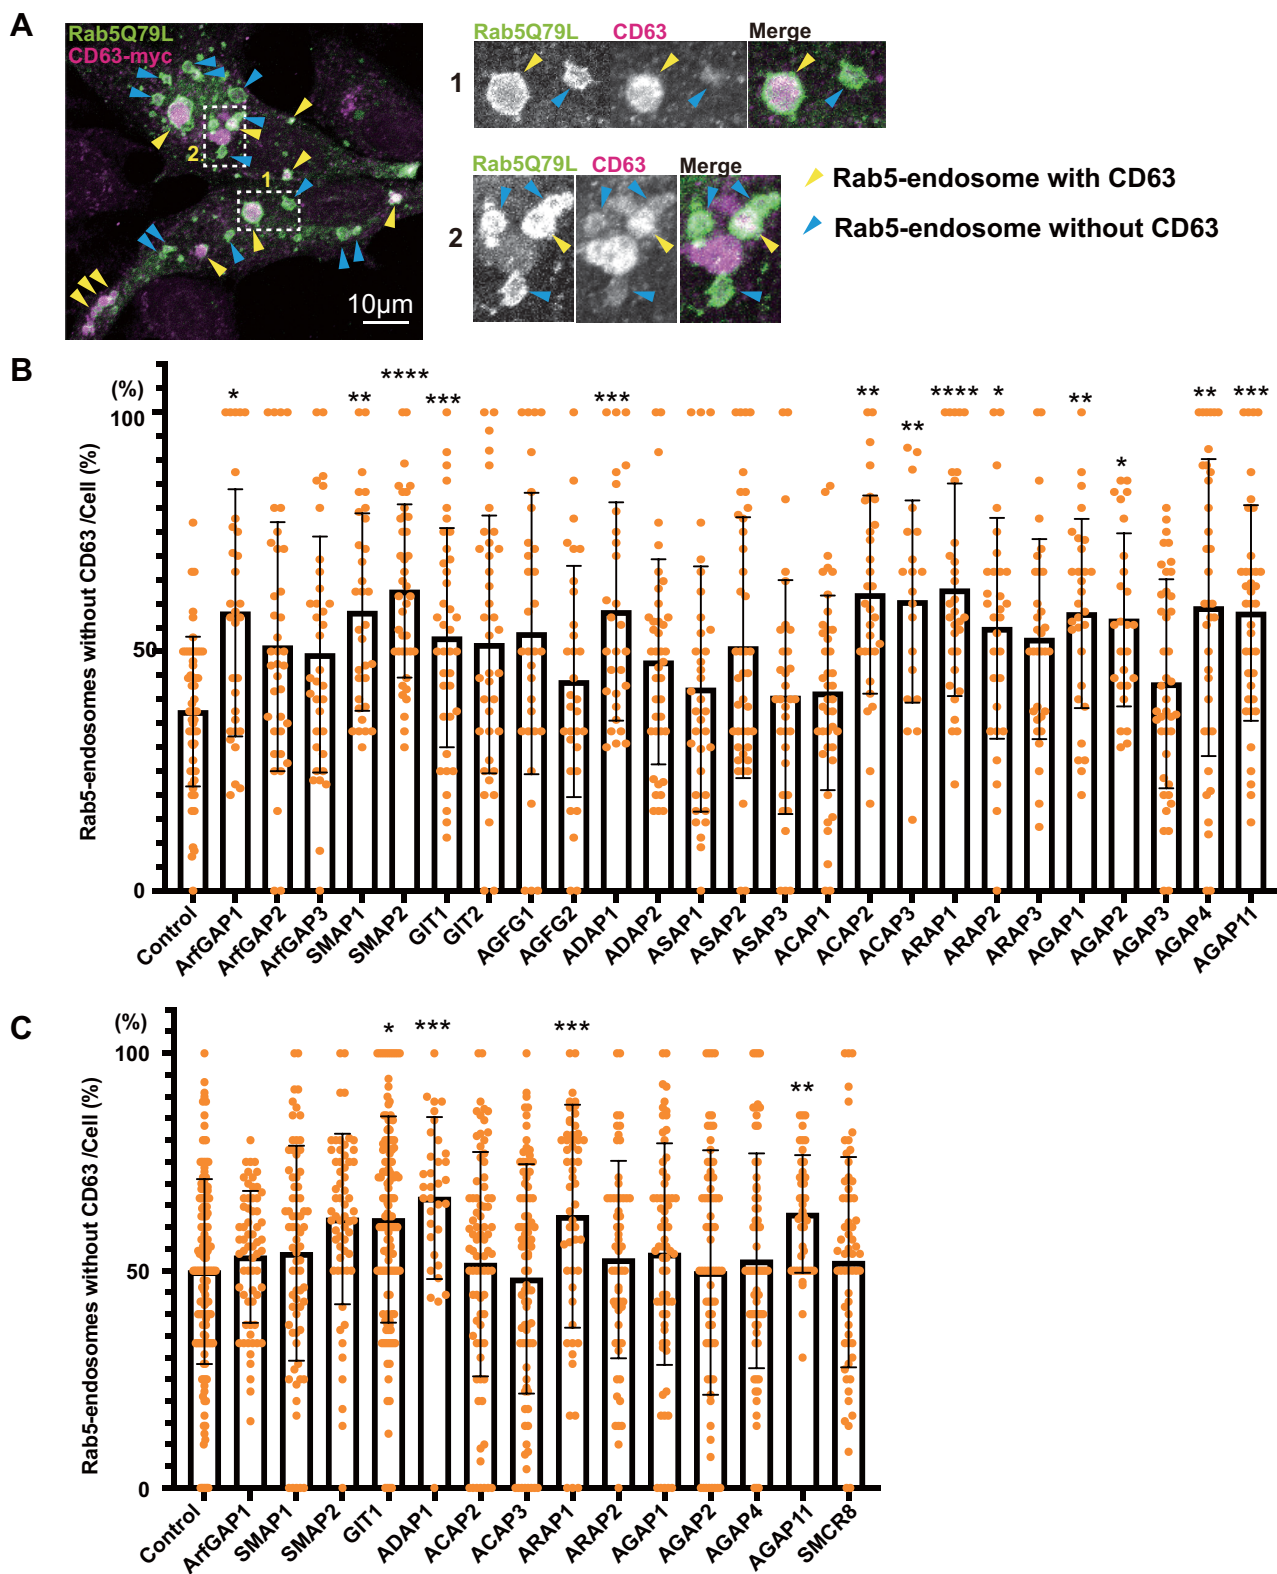 A
Rab5Q79L
CD63-myc
2
1
10μm
Rab5Q79L CD63 Merge
1
Rab5Q79L CD63 Merge
2
Rab5-endosome with CD63
Rab5-endosome without CD63
B
(%)
100
50
0
Rab5-endosomes without CD63 /Cell (%)
* ** **** *** *** ** ** **** * ** * ** ***
Control ArfGAP1 ArfGAP2 ArfGAP3 SMAP1 SMAP2 GIT1 GIT2 AGFG1 AGFG2 ADAP1 ADAP2 ASAP1 ASAP2 ASAP3 ACAP1 ACAP2 ACAP3 ARAP1 ARAP2 ARAP3 AGAP1 AGAP2 AGAP3 AGAP4 AGAP11
C
(%)
100
50
0
Rab5-endosomes without CD63 /Cell (%)
* *** *** **
Control ArfGAP1 SMAP1 SMAP2 GIT1 ADAP1 ACAP2 ACAP3 ARAP1 ARAP2 AGAP1 AGAP2 AGAP4 AGAP11 SMCR8